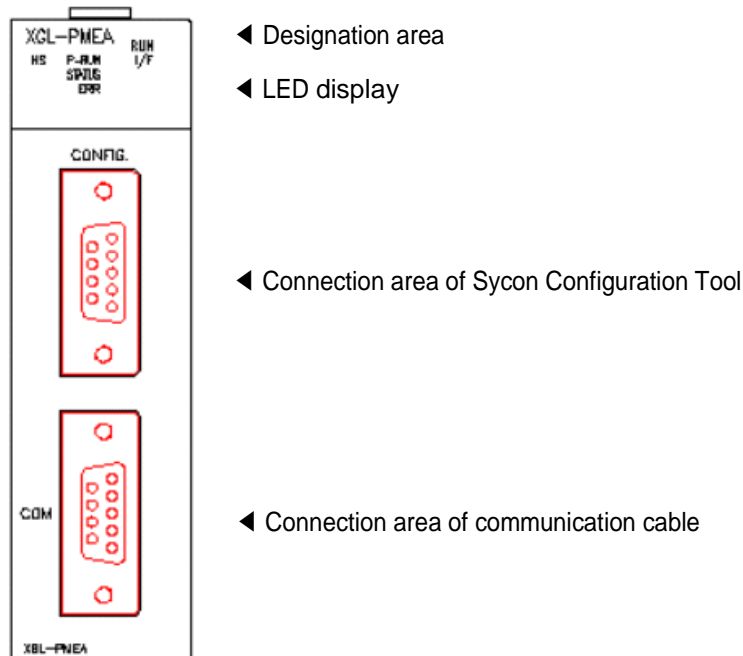 XGL-PMEA
RUN
HS P-RUN I/F
STATUS
ERR
◀ Designation area
◀ LED display
CONFIG.
◀ Connection area of Sycon Configuration Tool
COM
◀ Connection area of communication cable
XBL-PMEA